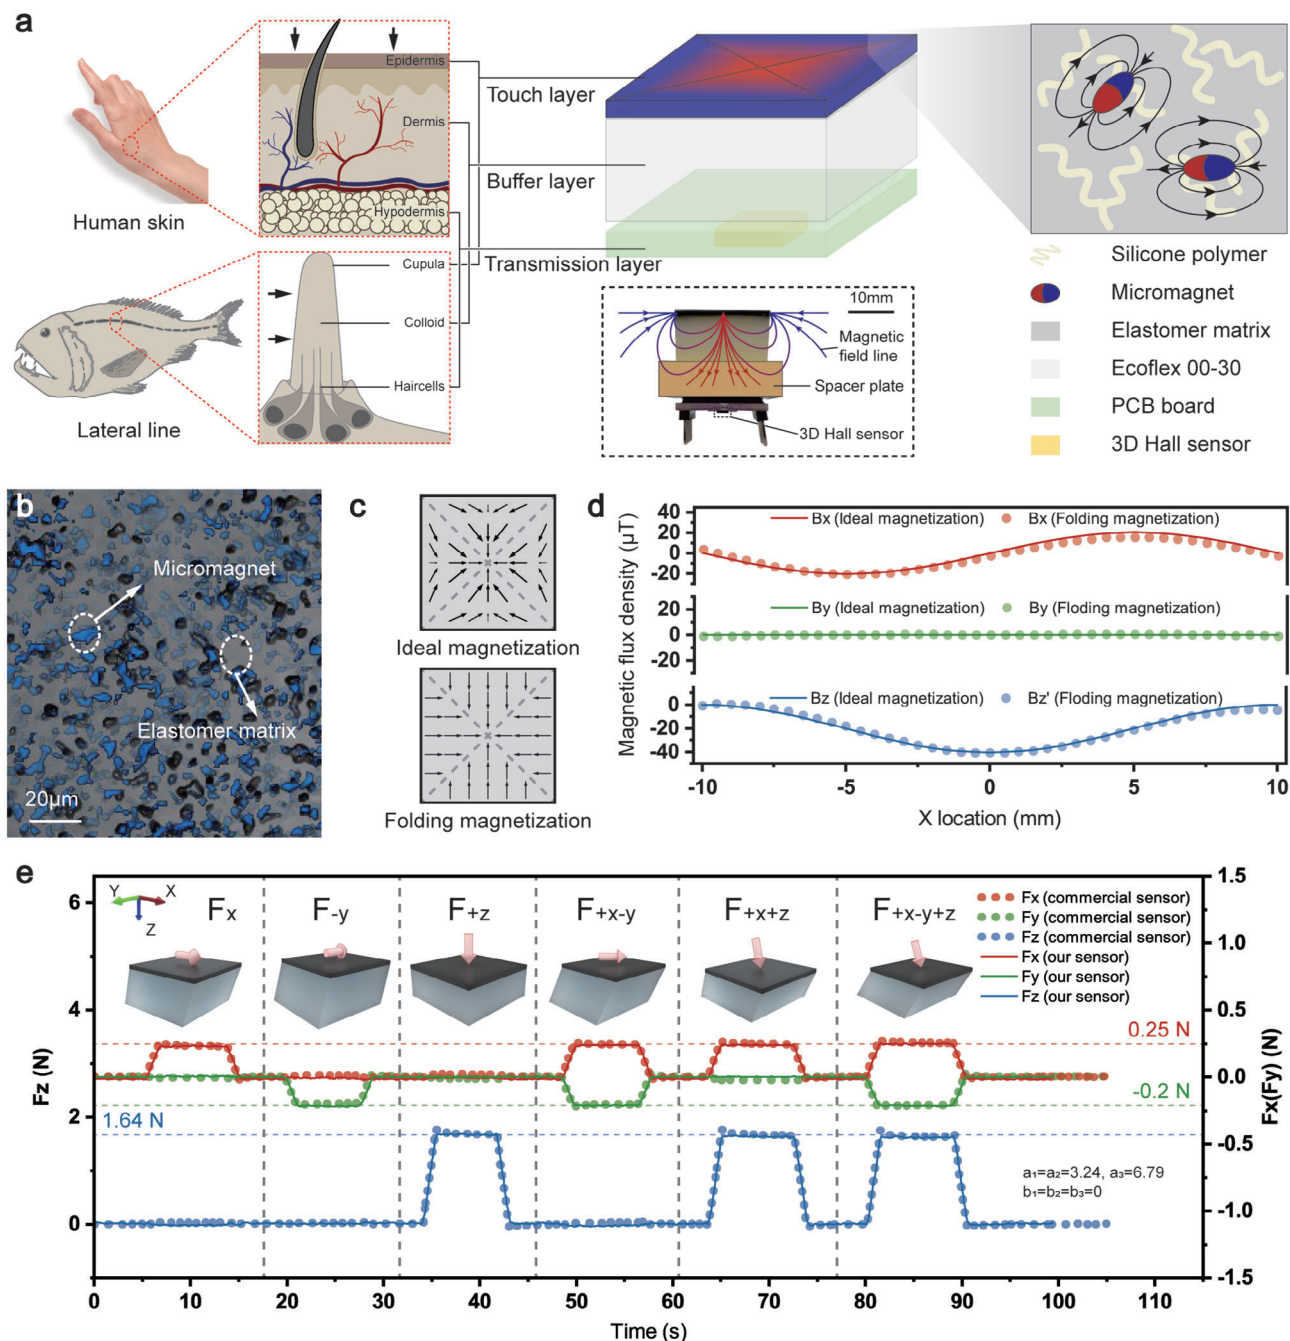 a
Epidermis
Dermis
Hypodermis
Human skin
Touch layer
Buffer layer
Transmission layer
Cupula
Colloid
Haircells
Lateral line
10mm
Magnetic
field line
Spacer plate
3D Hall sensor
Silicone polymer
Micromagnet
Elastomer matrix
Ecoflex 00-30
PCB board
3D Hall sensor
b
Micromagnet
Elastomer matrix
20μm
c
Ideal magnetization
Folding magnetization
d
Magnetic flux density (μT)
40
20
0
-20
Bx (Ideal magnetization)
Bx (Folding magnetization)
20
0
-20
By (Ideal magnetization)
By (Floding magnetization)
0
-20
-40
Bz (Ideal magnetization)
Bz' (Floding magnetization)
-10 -5 0 5 10
X location (mm)
e
Y X
Z
Fx
F-y
F+z
F+x-y
F+x+z
F+x-y+z
Fx (commercial sensor)
Fy (commercial sensor)
Fz (commercial sensor)
Fx (our sensor)
Fy (our sensor)
Fz (our sensor)
0.25 N
-0.2 N
1.64 N
a₁=a₂=3.24, a₃=6.79
b₁=b₂=b₃=0
Fz (N)
6
4
2
0
Fx(Fy) (N)
1.5
1.0
0.5
0.0
-0.5
-1.0
-1.5
0 10 20 30 40 50 60 70 80 90 100 110
Time (s)